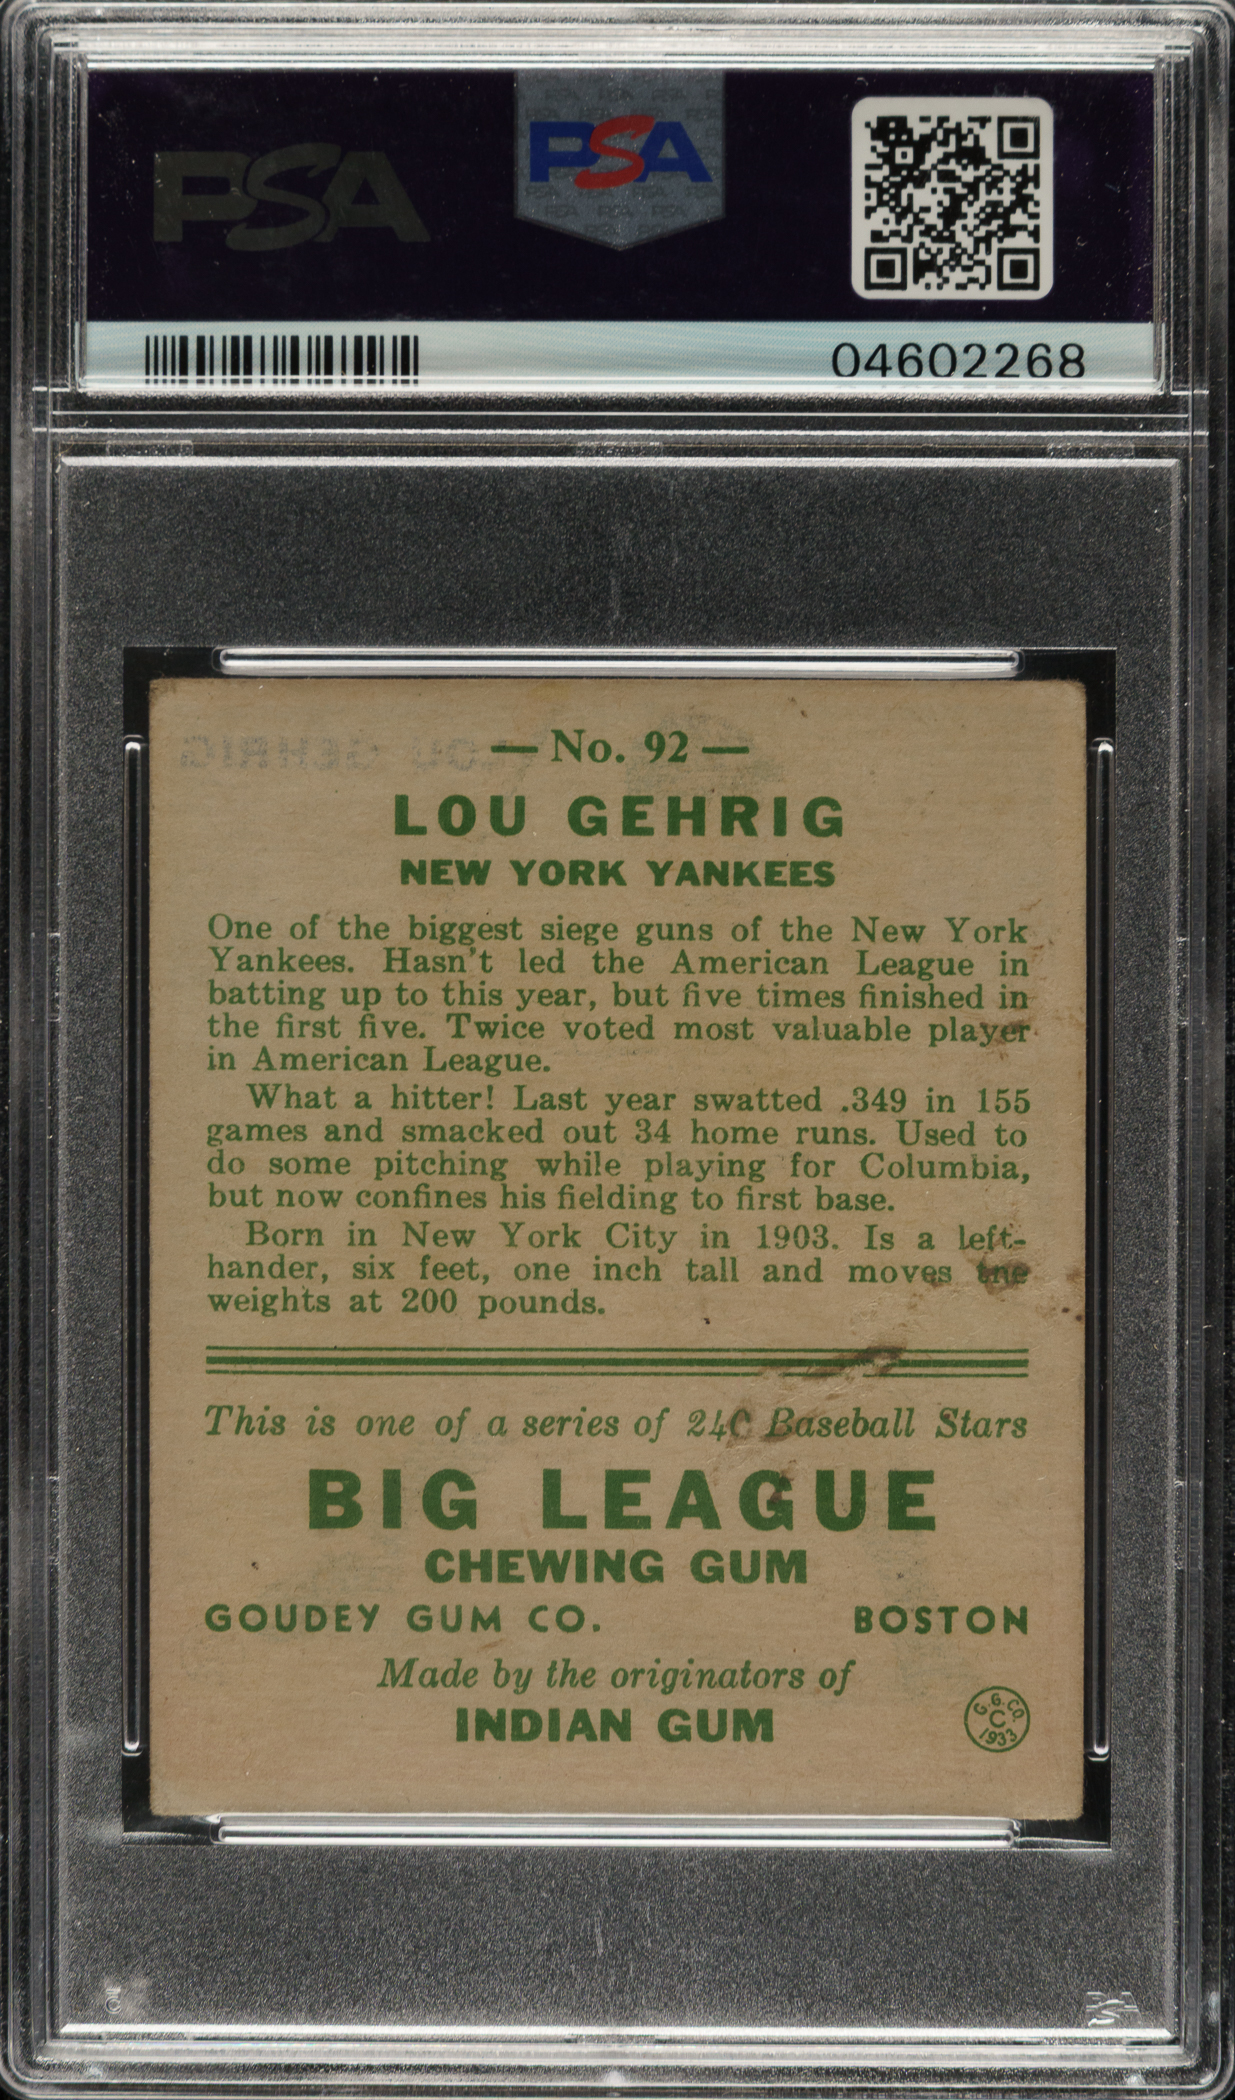 PSA
PSA
04602268
— No. 92 —
LOU GEHRIG
NEW YORK YANKEES
One of the biggest siege guns of the New York
Yankees. Hasn't led the American League in
batting up to this year, but five times finished in
the first five. Twice voted most valuable player
in American League.
What a hitter! Last year swatted .349 in 155
games and smacked out 34 home runs. Used to
do some pitching while playing for Columbia,
but now confines his fielding to first base.
Born in New York City in 1903. Is a left-
hander, six feet, one inch tall and moves the
weights at 200 pounds.
This is one of a series of 240 Baseball Stars
BIG LEAGUE
CHEWING GUM
GOUDEY GUM CO. BOSTON
Made by the originators of
INDIAN GUM
G.G.CO.
C
1933
PSA